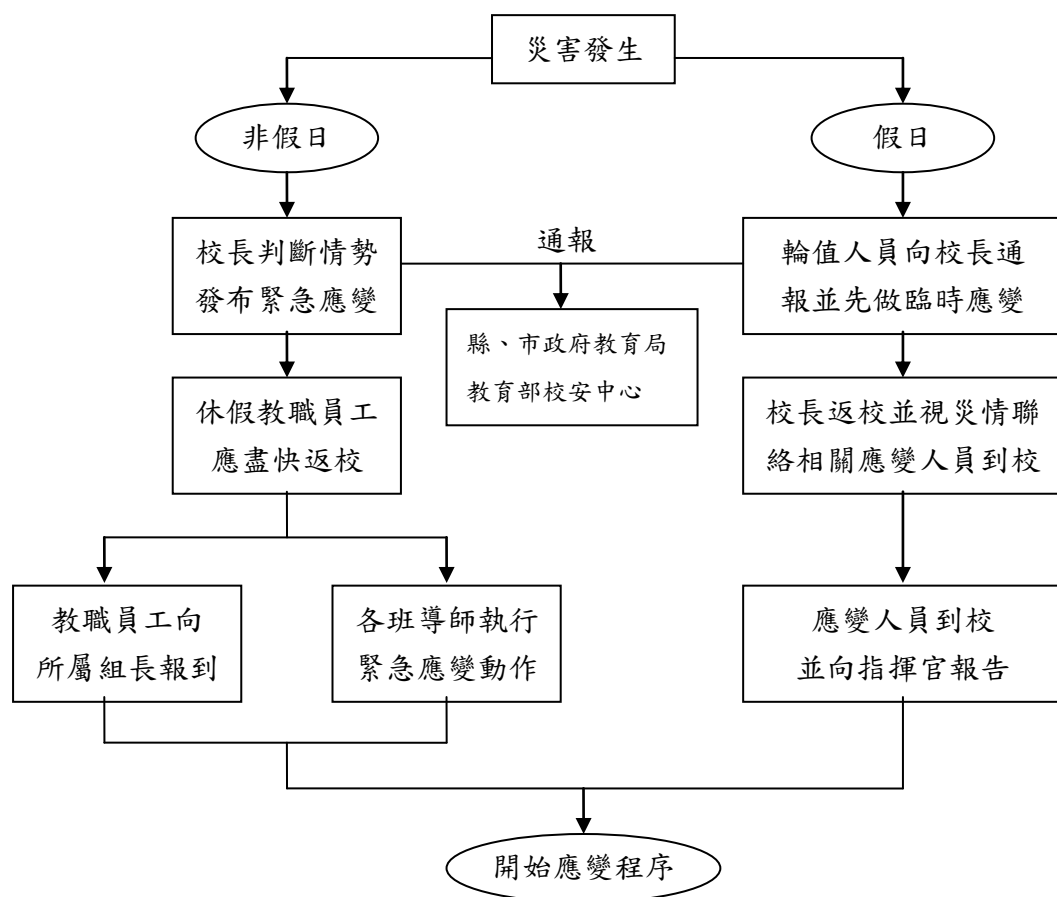 災害發生
非假日
假日
校長判斷情勢
發布緊急應變
通報
輪值人員向校長通
報並先做臨時應變
縣、市政府教育局
教育部校安中心
休假教職員工
應盡快返校
校長返校並視災情聯
絡相關應變人員到校
教職員工向
所屬組長報到
各班導師執行
緊急應變動作
應變人員到校
並向指揮官報告
開始應變程序